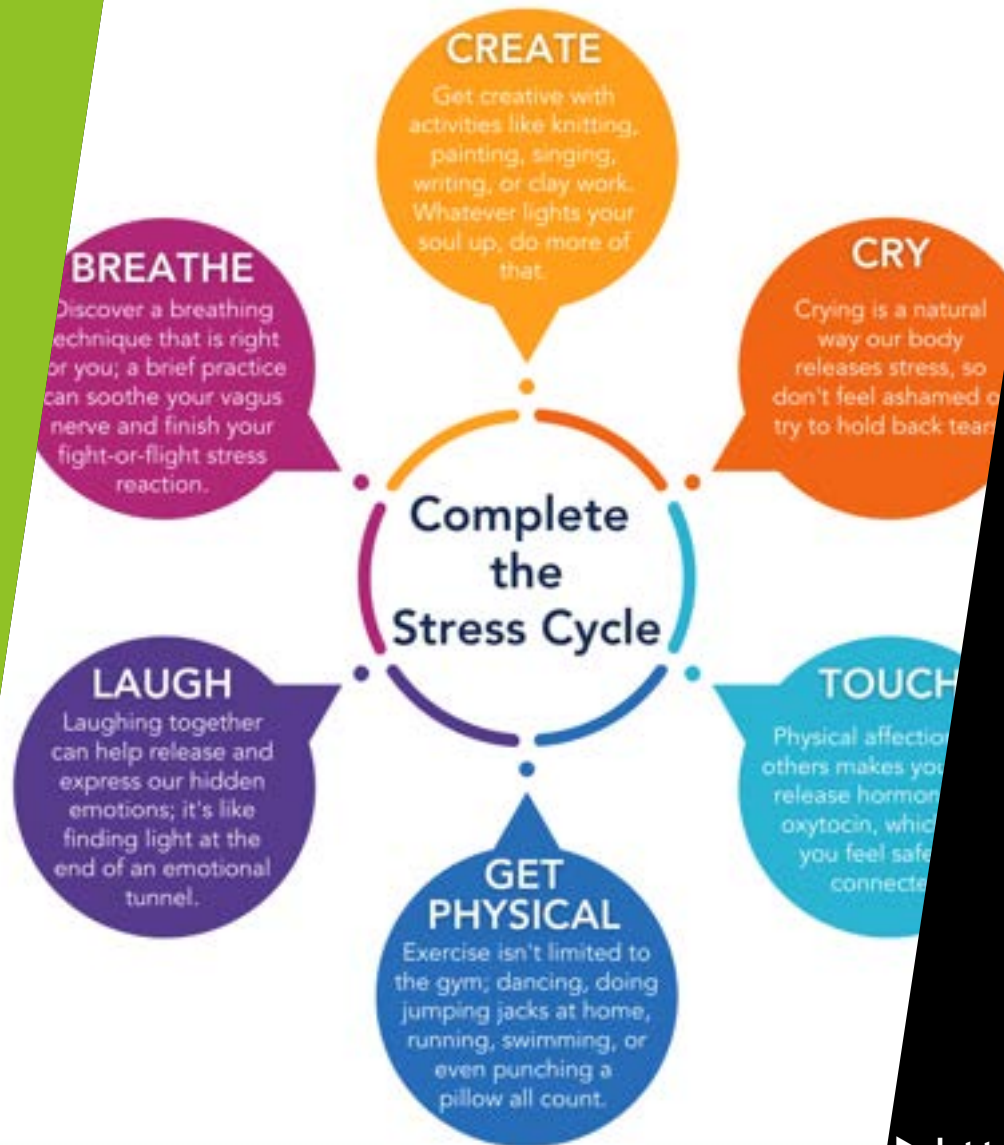 CREATE
Get creative with
activities like knitting,
painting, singing,
writing, or clay work.
Whatever lights your
soul up, do more of
that.
CRY
Crying is a natural
way our body
releases stress, so
don't feel ashamed
try to hold back tears
TOUCH
Physical affection
others makes you
release
oxytocin,
you feel safe
GET
PHYSICAL
Exercise isn't limited to
the gym; dancing, doing
jumping jacks at home,
running, swimming, or
even punching a
pillow all count.
LAUGH
Laughing together
can help release and
express our hidden
emotions; it's like
finding light at the
end of an emotional
tunnel.
BREATHE
Discover a breathing
technique that is right
for you; a brief practice
can soothe your vagus
nerve and finish your
fight-or-flight stress
reaction.
Complete
the
Stress Cycle